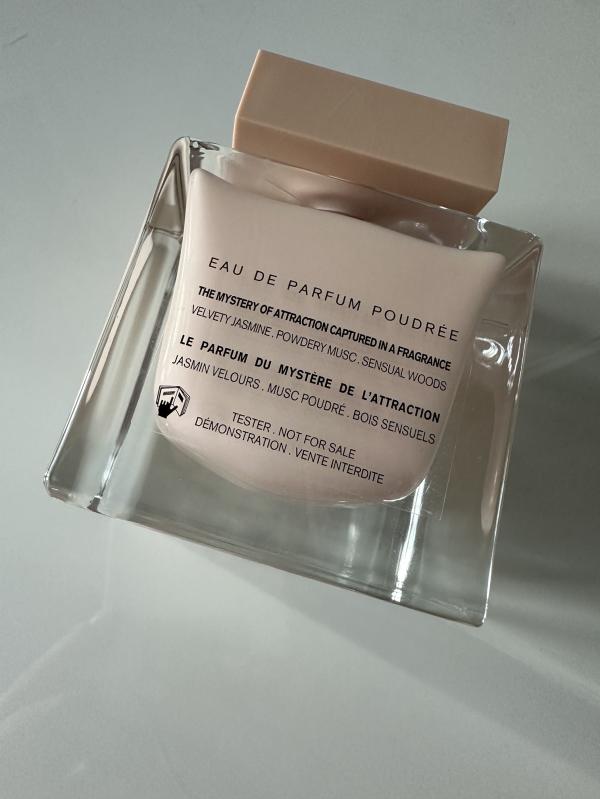 EAU DE PARFUM POUDRÉE
THE MYSTERY OF ATTRACTION CAPTURED IN A FRAGRANCE
VELVETY JASMINE . POWDERY MUSC . SENSUAL WOODS
LE PARFUM DU MYSTÈRE DE L'ATTRACTION
JASMIN VELOURS . MUSC POUDRÉ . BOIS SENSUELS
TESTER . NOT FOR SALE
DÉMONSTRATION . VENTE INTERDITE